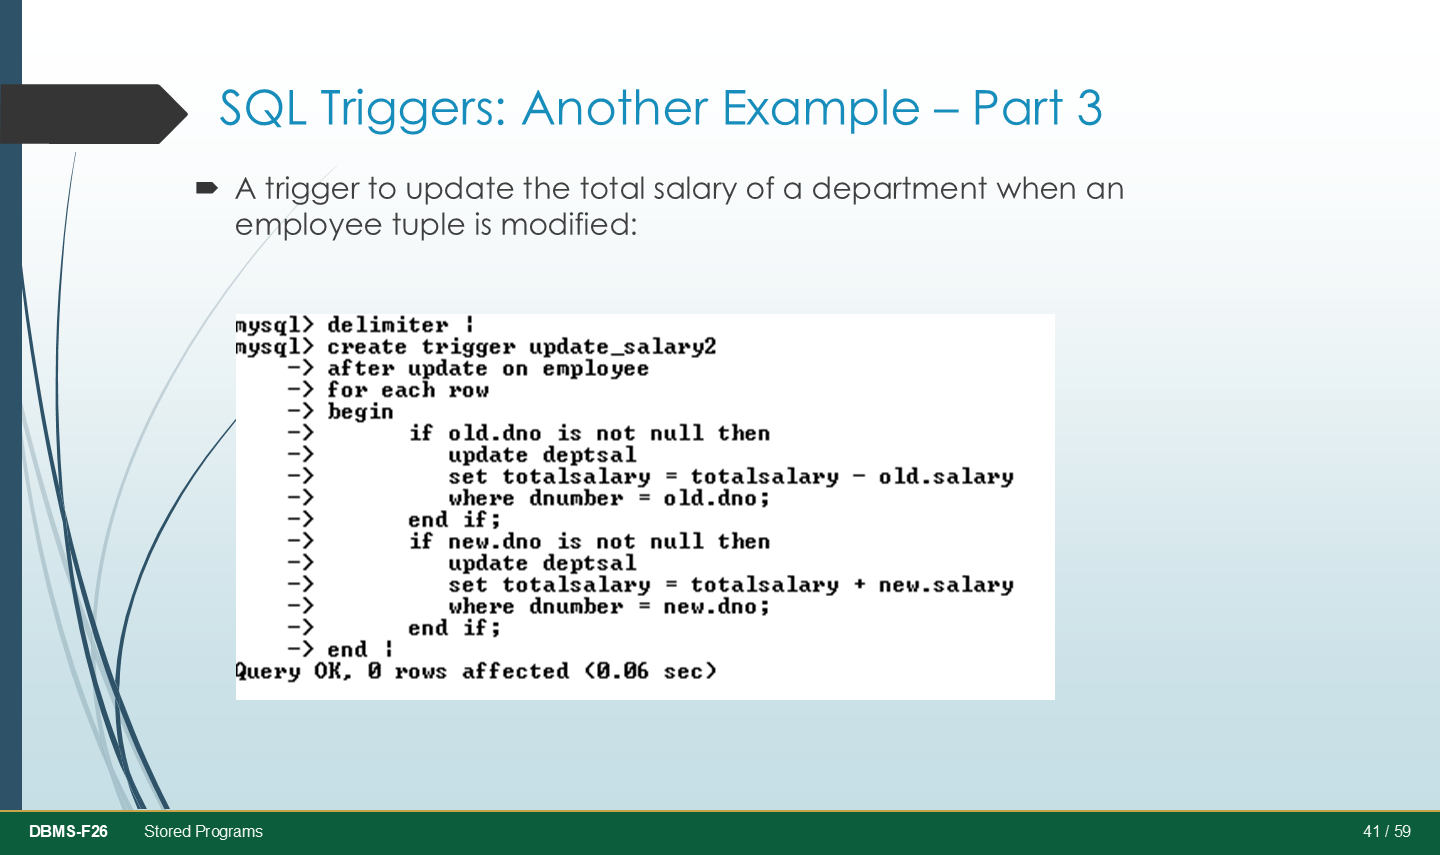 SQL Triggers: Another Example – Part 3
A trigger to update the total salary of a department when an
employee tuple is modified:
mysql> delimiter |
mysql> create trigger update_salary2
-> after update on employee
-> for each row
-> begin
-> if old.dno is not null then
-> update deptsal
-> set totalsalary = totalsalary - old.salary
-> where dnumber = old.dno;
-> end if;
-> if new.dno is not null then
-> update deptsal
-> set totalsalary = totalsalary + new.salary
-> where dnumber = new.dno;
-> end if;
-> end |
Query OK, 0 rows affected (0.06 sec)
DBMS-F26 Stored Programs 41 / 59